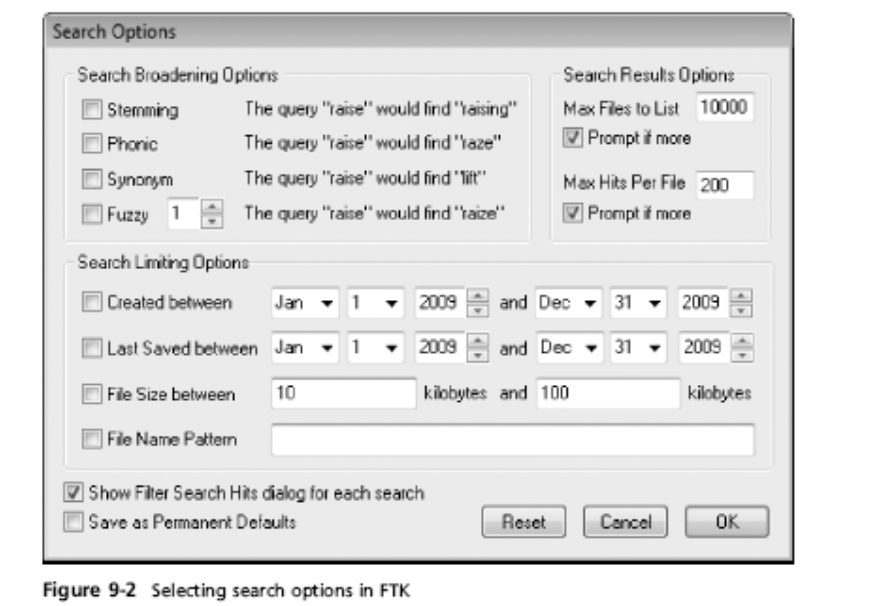 Search Options
Search Broadening Options
Stemming The query "raise" would find "raising"
Phonic The query "raise" would find "raze"
Synonym The query "raise" would find "lift"
Fuzzy 1 The query "raise" would find "raize"
Search Results Options
Max Files to List 10000
Prompt if more
Max Hits Per File 200
Prompt if more
Search Limiting Options
Created between Jan 1 2009 and Dec 31 2009
Last Saved between Jan 1 2009 and Dec 31 2009
File Size between 10 kilobytes and 100 kilobytes
File Name Pattern
Show Filter Search Hits dialog for each search
Save as Permanent Defaults
Reset Cancel OK
Figure 9-2 Selecting search options in FTK